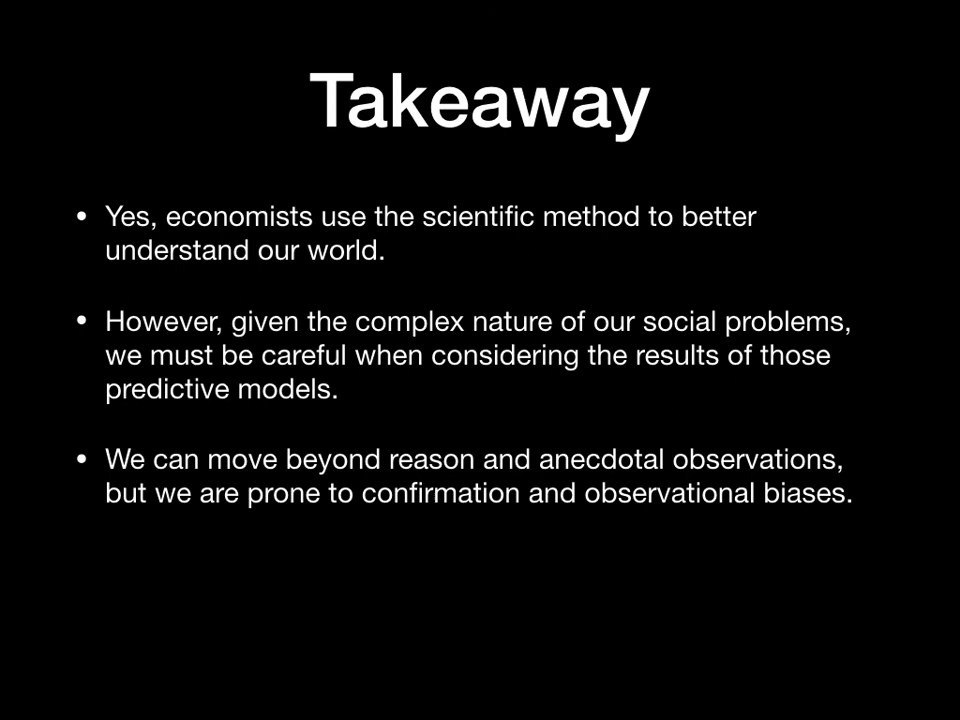 Takeaway
• Yes, economists use the scientific method to better
understand our world.
• However, given the complex nature of our social problems,
we must be careful when considering the results of those
predictive models.
• We can move beyond reason and anecdotal observations,
but we are prone to confirmation and observational biases.